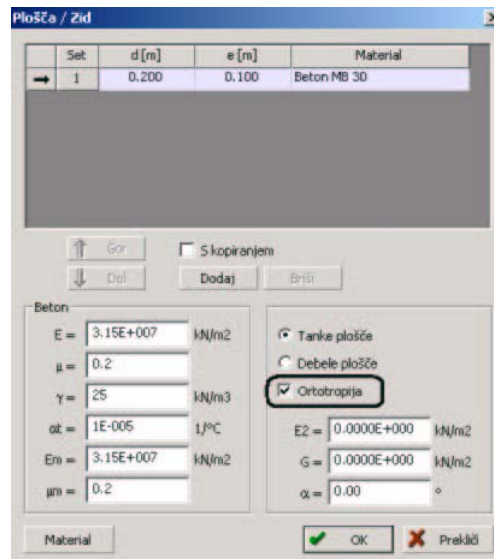 Plošča / Zid
Set d [m] e [m] Material
1 0.200 0.100 Beton MB 30
Gor S kopiranjem
Dol Dodaj Briši
Beton
E = 3.15E+007 kN/m2 Tanke plošče
μ = 0.2 Debele plošče
γ = 25 kN/m3 Ortotropija
αt = 1E-005 1/°C E2 = 0.0000E+000 kN/m2
Em = 3.15E+007 kN/m2 G = 0.0000E+000 kN/m2
μm = 0.2 α = 0.00 °
Material OK Prekliči